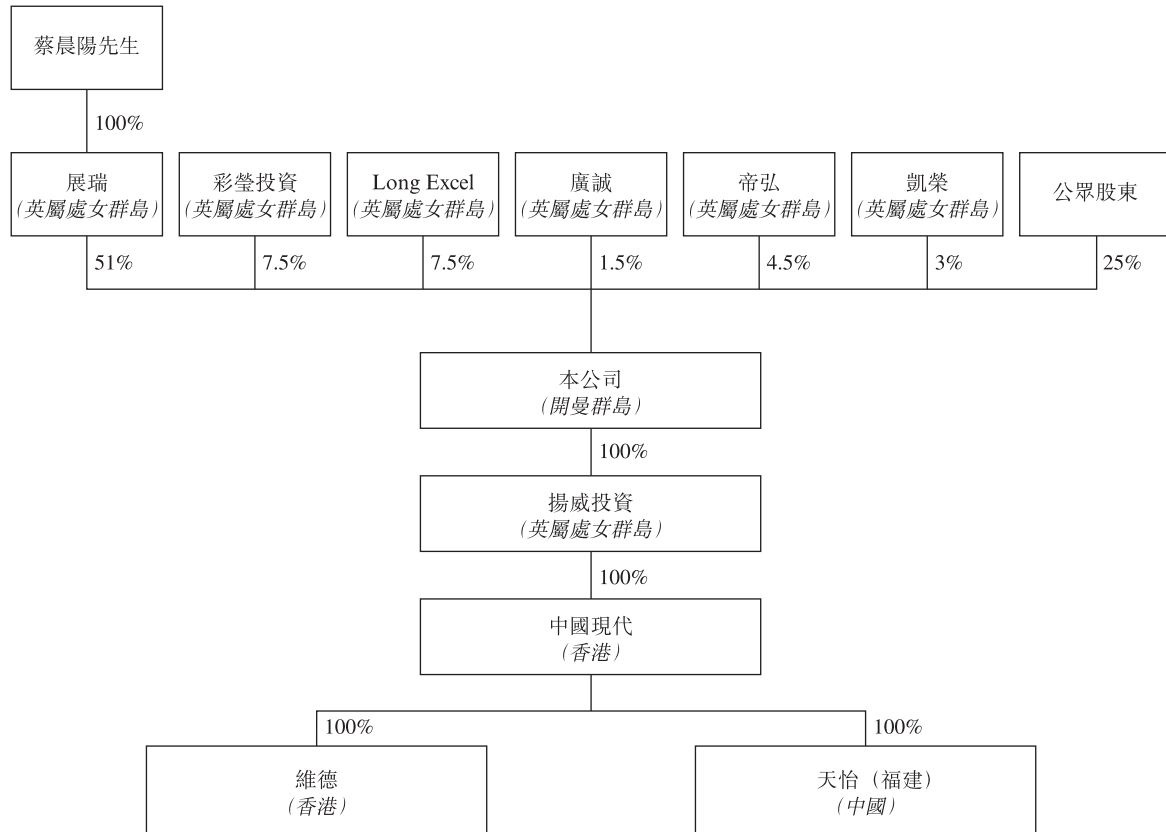 蔡晨陽先生
100%
展瑞
(英屬處女群島)
彩瑩投資
(英屬處女群島)
Long Excel
(英屬處女群島)
廣誠
(英屬處女群島)
帝弘
(英屬處女群島)
凱榮
(英屬處女群島)
公眾股東
51%
7.5%
7.5%
1.5%
4.5%
3%
25%
本公司
(開曼群島)
100%
揚威投資
(英屬處女群島)
100%
中國現代
(香港)
100%
100%
維德
(香港)
天怡（福建）
(中國)